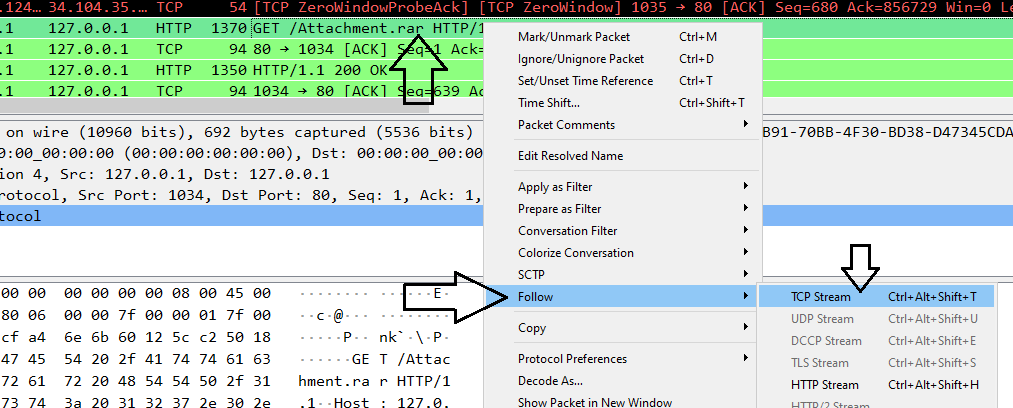 .124… 34.104.35.… TCP 54 [TCP ZeroWindowProbeAck] [TCP ZeroWindow] 1035 → 80 [ACK] Seq=680 Ack=856729 Win=0 Le
.1 127.0.0.1 HTTP 1370 GET /Attachment.rar HTTP/1
.1 127.0.0.1 TCP 94 80 → 1034 [ACK] Seq=1 Ack=
.1 127.0.0.1 HTTP 1350 HTTP/1.1 200 OK
.1 127.0.0.1 TCP 94 1034 → 80 [ACK] Seq=639 Ac
on wire (10960 bits), 692 bytes captured (5536 bits) B91-70BB-4F30-BD38-D47345CDA
0:00_00:00:00 (00:00:00:00:00:00), Dst: 00:00:00_00:00
ion 4, Src: 127.0.0.1, Dst: 127.0.0.1
rotocol, Src Port: 1034, Dst Port: 80, Seq: 1, Ack: 1,
tocol
00 00 00 00 00 00 08 00 45 00 ········ ······E·
80 06 00 00 7f 00 00 01 7f 00 ··c·@··· ········
cf a4 6e 6b 60 12 5c c2 50 18 ·····P·· nk`·\·P·
47 45 54 20 2f 41 74 74 61 63 ······GE T /Attac
72 61 72 20 48 54 54 50 2f 31 hment.ra r HTTP/1
73 74 3a 20 31 32 37 2e 30 2e .1··Host : 127.0.
Mark/Unmark Packet Ctrl+M
Ignore/Unignore Packet Ctrl+D
Set/Unset Time Reference Ctrl+T
Time Shift... Ctrl+Shift+T
Packet Comments
Edit Resolved Name
Apply as Filter
Prepare as Filter
Conversation Filter
Colorize Conversation
SCTP
Follow
Copy
Protocol Preferences
Decode As...
Show Packet in New Window
TCP Stream Ctrl+Alt+Shift+T
UDP Stream Ctrl+Alt+Shift+U
DCCP Stream Ctrl+Alt+Shift+E
TLS Stream Ctrl+Alt+Shift+S
HTTP Stream Ctrl+Alt+Shift+H
HTTP/2 Stream